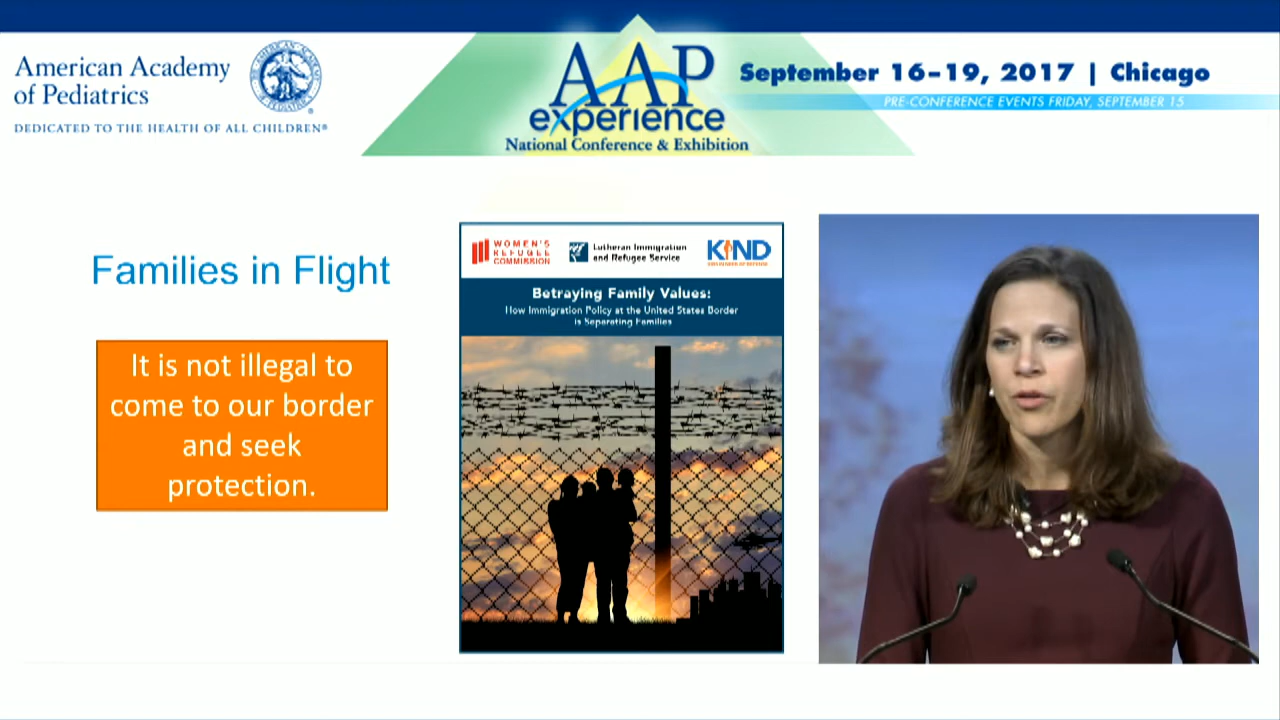 American Academy
of Pediatrics
DEDICATED TO THE HEALTH OF ALL CHILDREN®
AAP
experience
National Conference & Exhibition
September 16–19, 2017 | Chicago
PRE-CONFERENCE EVENTS FRIDAY, SEPTEMBER 15
Families in Flight
It is not illegal to
come to our border
and seek
protection.
WOMEN'S
REFUGEE
COMMISSION
Lutheran Immigration
and Refugee Service
KIND
Betraying Family Values:
How Immigration Policy at the United States Border
is Separating Families